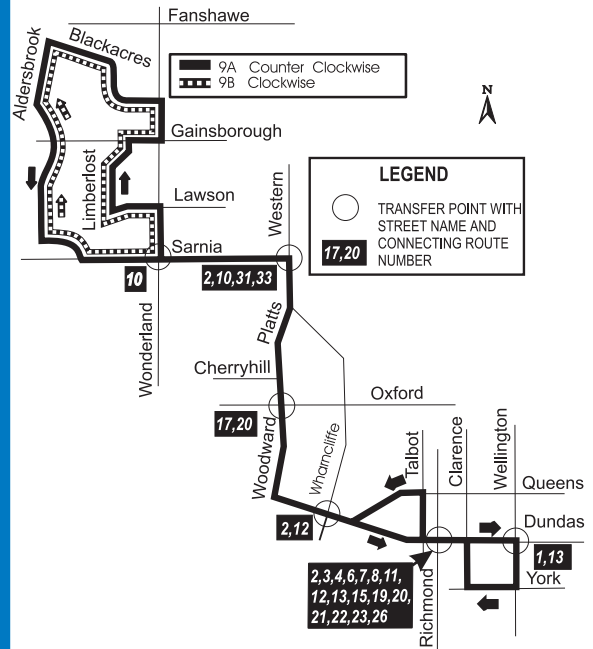 Fanshawe
Blackacres
Aldersbrook
9A Counter Clockwise
9B Clockwise
N
Gainsborough
Limberlost
Lawson
Western
LEGEND
TRANSFER POINT WITH
STREET NAME AND
CONNECTING ROUTE
NUMBER
17,20
Sarnia
10
2,10,31,33
Wonderland
Platts
Cherryhill
Oxford
17,20
Woodward
Wharncliffe
Talbot
Clarence
Wellington
Queens
2,12
Dundas
1,13
York
2,3,4,6,7,8,11,
12,13,15,19,20,
21,22,23,26
Richmond